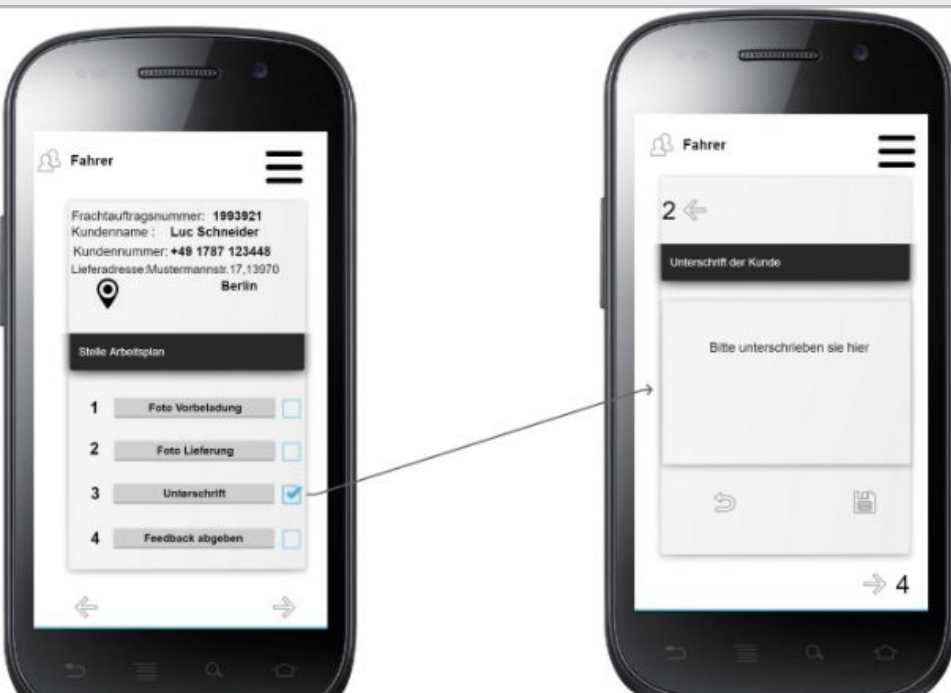 Fahrer
Frachtauftragsnummer: 1993921
Kundenname : Luc Schneider
Kundennummer: +49 1787 123448
Lieferadresse:Mustermannstr.17,13970
Berlin
Stelle Arbeitsplan
1 Foto Vorbeladung
2 Foto Lieferung
3 Unterschrift
4 Feedback abgeben
Fahrer
2
Unterschrift der Kunde
Bitte unterschrieben sie hier
4